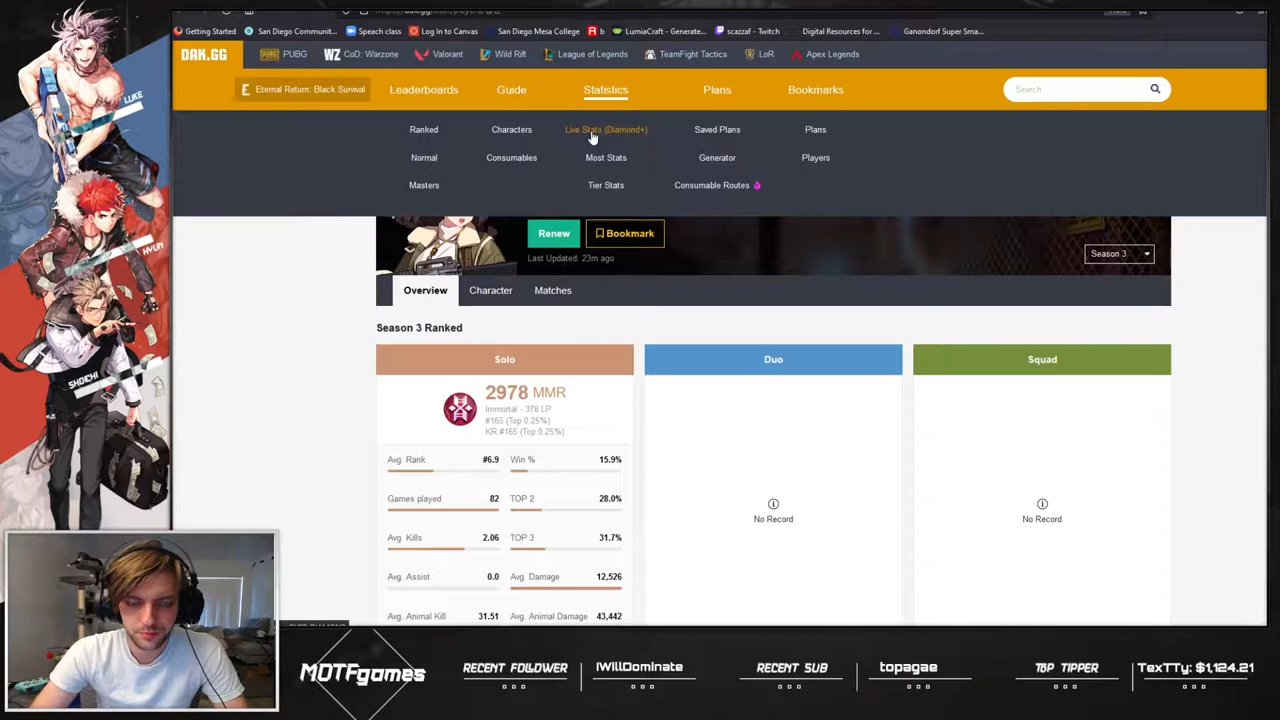 Getting Started
San Diego Communit...
Speach class
Log In to Canvas
San Diego Mesa College
b
LumiaCraft - Generate...
scazzaf - Twitch
Digital Resources for ...
Ganondorf Super Sma...
DAK.GG
PUBG
WZ CoD: Warzone
Valorant
Wild Rift
League of Legends
TeamFight Tactics
LoR
Apex Legends
Eternal Return: Black Survival
Leaderboards
Guide
Statistics
Plans
Bookmarks
Search
Ranked
Characters
Live Stats (Diamond+)
Saved Plans
Plans
Normal
Consumables
Most Stats
Generator
Players
Masters
Tier Stats
Consumable Routes
LUKE
HYUN
SHOICHI
Renew
Bookmark
Last Updated: 23m ago
Season 3
Overview
Character
Matches
Season 3 Ranked
Solo
Duo
Squad
2978 MMR
Immortal - 378 LP
#165 (Top 0.25%)
KR #165 (Top 0.25%)
Avg. Rank #6.9
Win % 15.9%
Games played 82
TOP 2 28.0%
Avg. Kills 2.06
TOP 3 31.7%
Avg. Assist 0.0
Avg. Damage 12,526
Avg. Animal Kill 31.51
Avg. Animal Damage 43,442
No Record
No Record
MOTFgames
RECENT FOLLOWER
IWillDominate
RECENT SUB
topagae
TOP TIPPER
TexTTy: $1,124.21